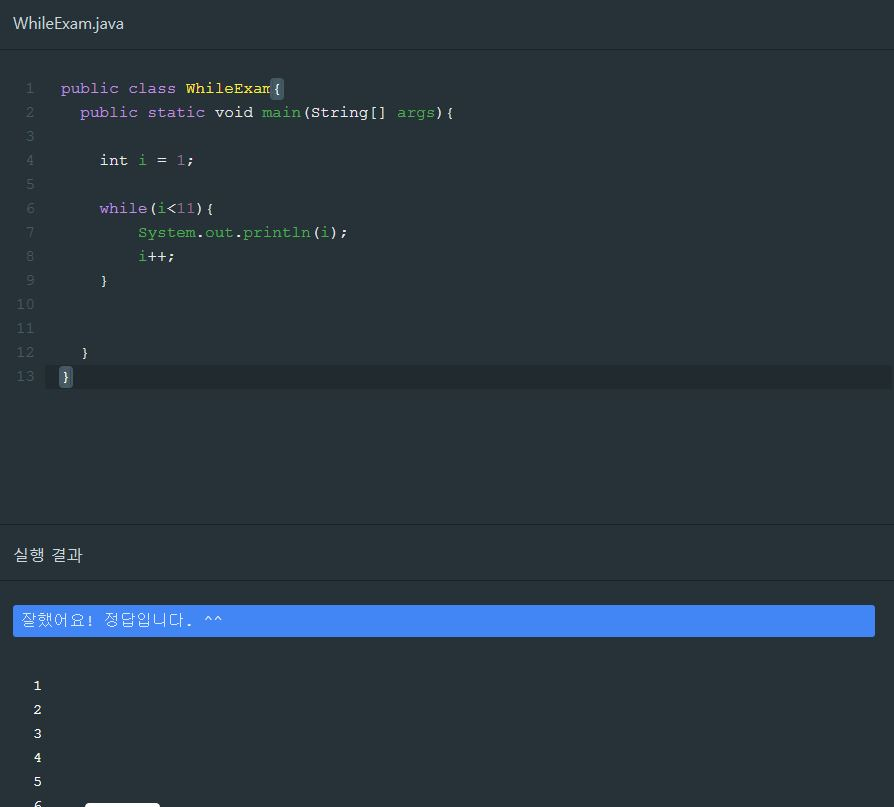 WhileExam.java
1 public class WhileExam{
2 public static void main(String[] args){
3
4 int i = 1;
5
6 while(i<11){
7 System.out.println(i);
8 i++;
9 }
10
11
12 }
13 }
실행 결과
잘했어요! 정답입니다. ^^
1
2
3
4
5
6